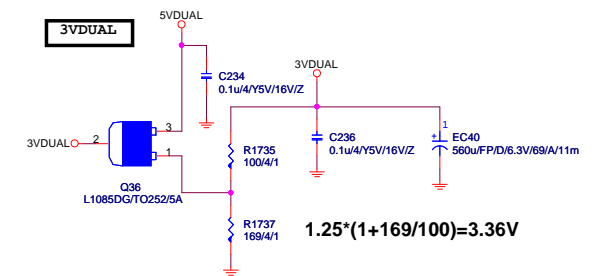 3VDUAL
5VDUAL
C234
0.1u/4/Y5V/16V/Z
3VDUAL
3VDUAL
2
3
1
Q36
L1085DG/TO252/5A
R1735
100/4/1
C236
0.1u/4/Y5V/16V/Z
1
+
EC40
560u/FP/D/6.3V/69/A/11m
R1737
169/4/1
1.25*(1+169/100)=3.36V